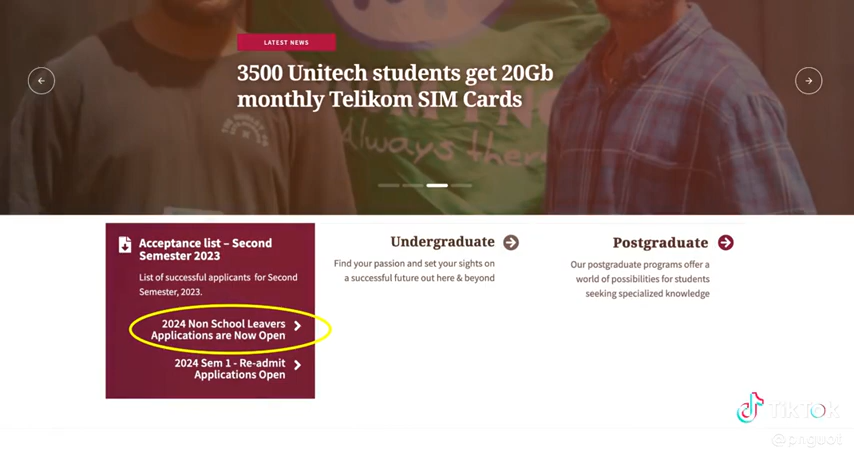 LATEST NEWS
3500 Unitech students get 20Gb
monthly Telikom SIM Cards
Always there
Acceptance list – Second
Semester 2023
List of successful applicants for Second
Semester, 2023.
2024 Non School Leavers
Applications are Now Open
2024 Sem 1 - Re-admit
Applications Open
Undergraduate
Find your passion and set your sights on
a successful future out here & beyond
Postgraduate
Our postgraduate programs offer a
world of possibilities for students
seeking specialized knowledge
TikTok
@pnguot